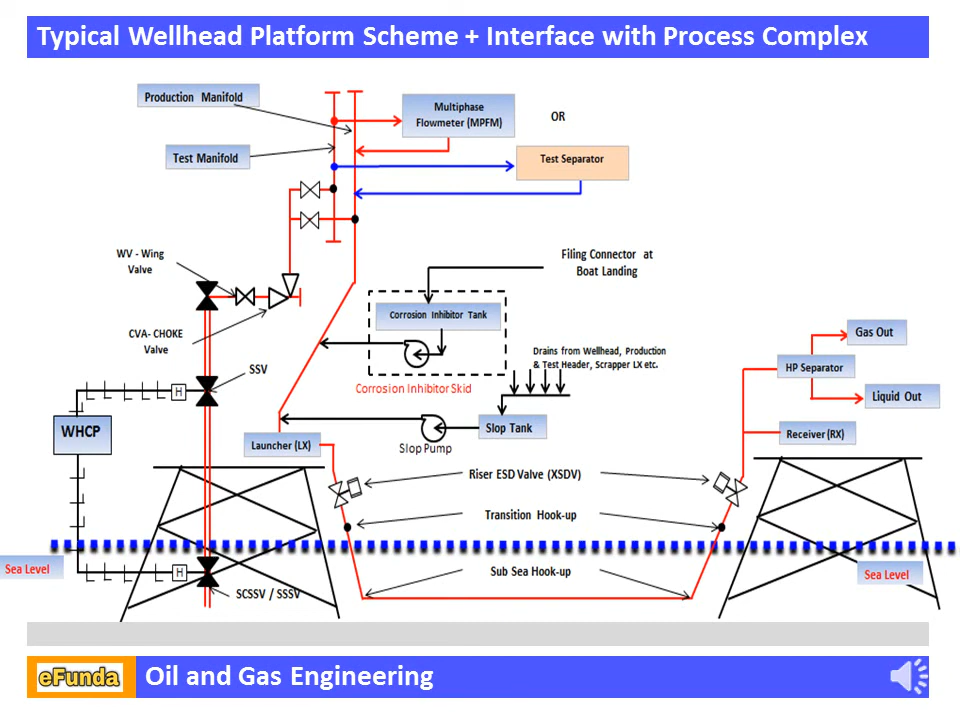 Typical Wellhead Platform Scheme + Interface with Process Complex
Production Manifold
Multiphase
Flowmeter (MPFM)
OR
Test Manifold
Test Separator
WV - Wing
Valve
Filing Connector at
Boat Landing
Corrosion Inhibitor Tank
CVA- CHOKE
Valve
Gas Out
Drains from Wellhead, Production
& Test Header, Scrapper LX etc.
SSV
HP Separator
Corrosion Inhibitor Skid
H
Liquid Out
WHCP
Slop Tank
Launcher (LX)
Slop Pump
Receiver (RX)
Riser ESD Valve (XSDV)
Transition Hook-up
Sea Level
H
Sub Sea Hook-up
Sea Level
SCSSV / SSSV
eFunda
Oil and Gas Engineering